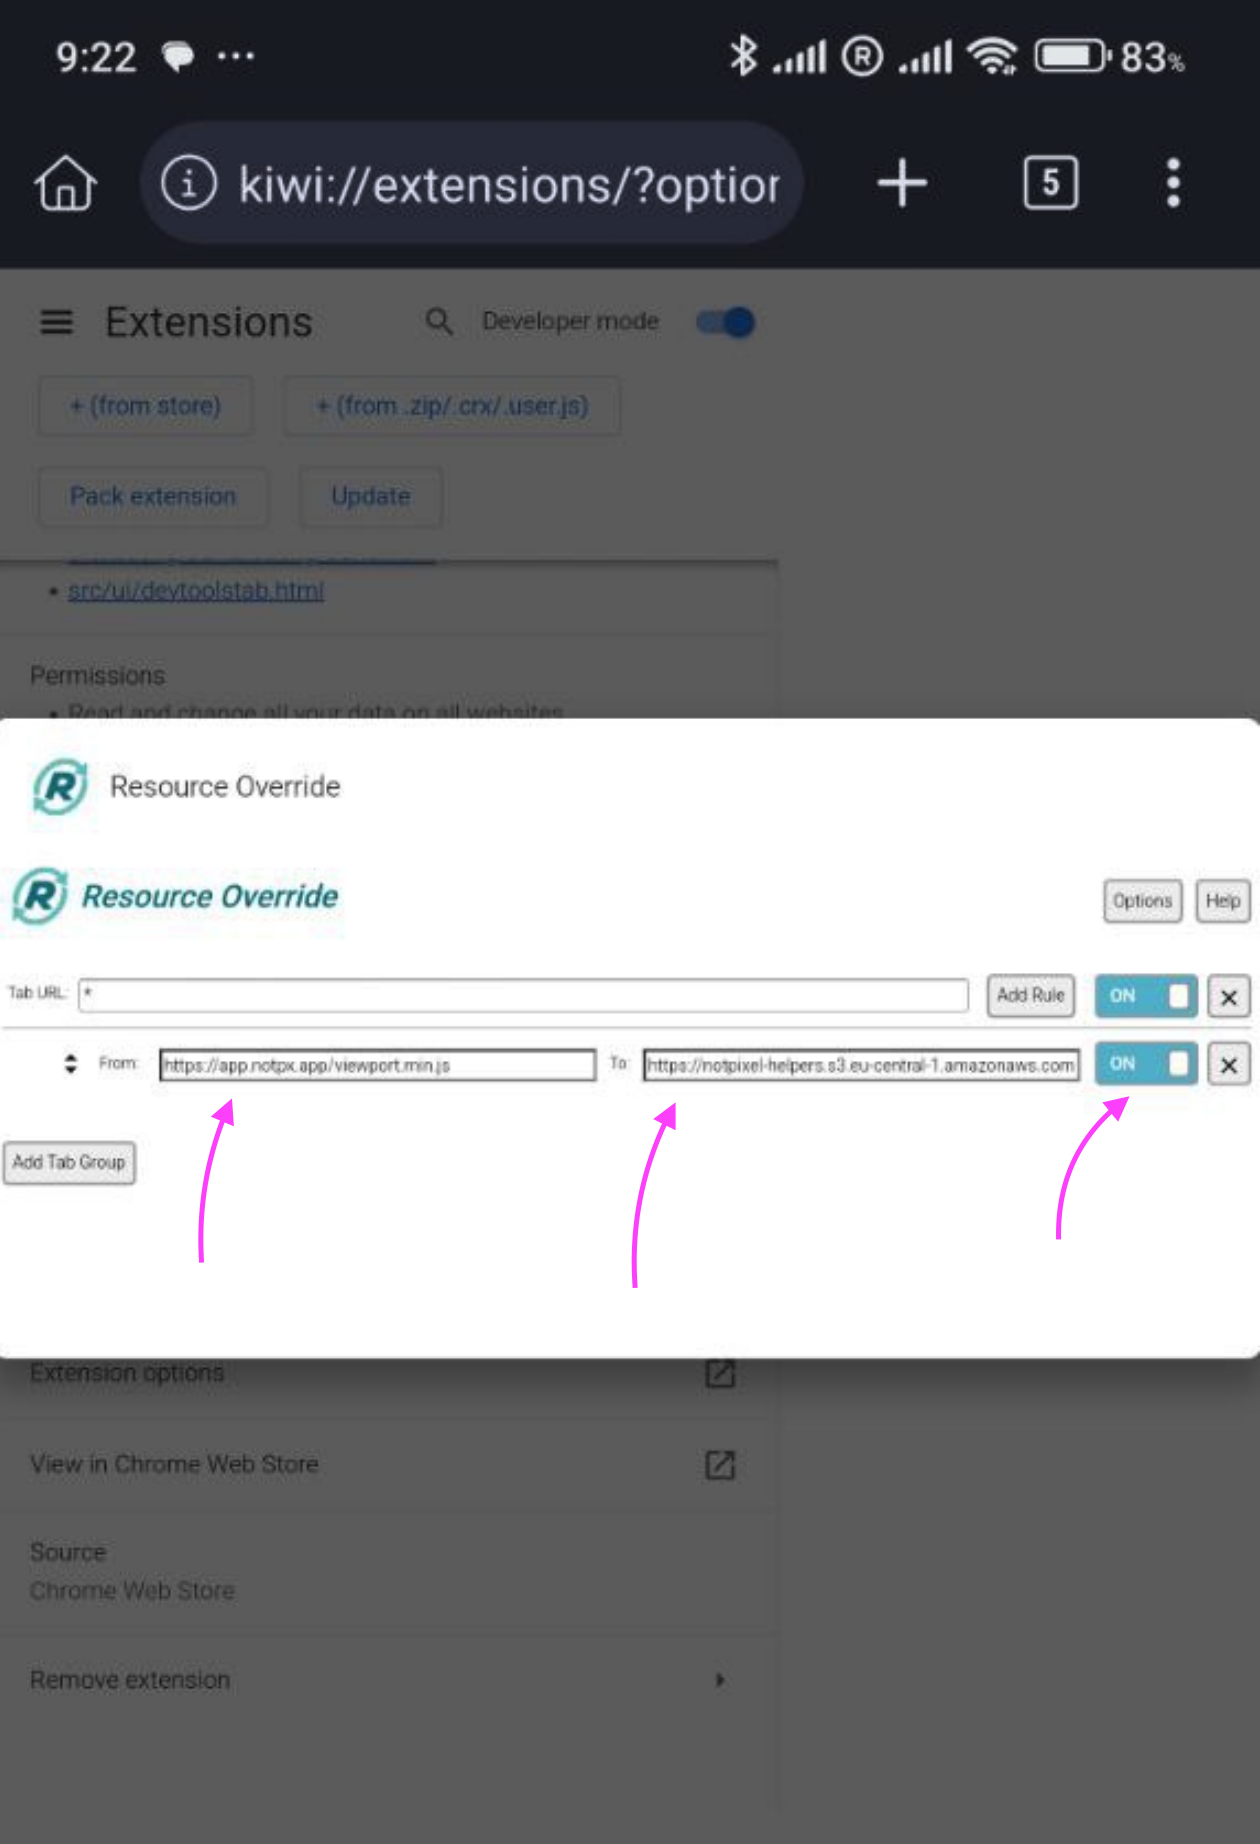 9:22 ... 83%
kiwi://extensions/?option 5
Extensions Developer mode
+ (from store) + (from .zip/.crx/.user.js)
Pack extension Update
src/ui/devtoolstab.html
Permissions
Read and change all your data on all websites
Resource Override
Resource Override Options Help
Tab URL: * Add Rule ON
From: https://app.notpx.app/viewport.min.js To: https://notpixel-helpers.s3.eu-central-1.amazonaws.com ON
Add Tab Group
Extension options
View in Chrome Web Store
Source
Chrome Web Store
Remove extension